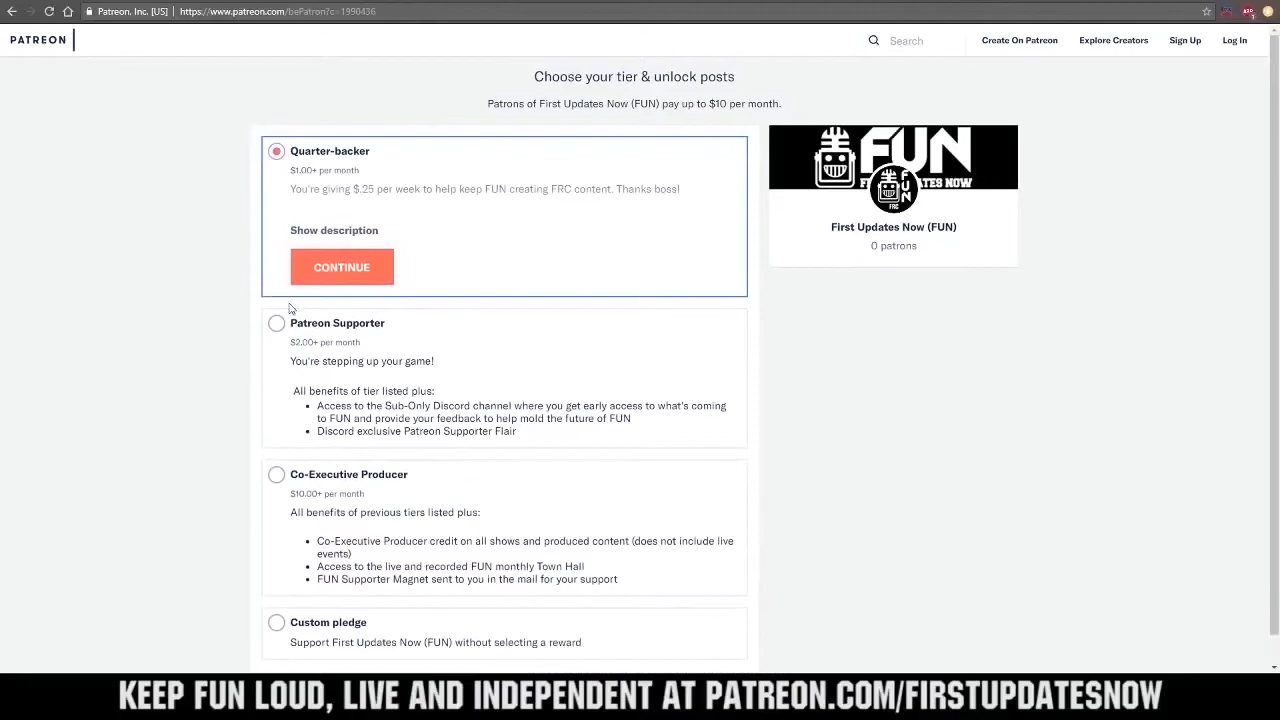 Patreon, Inc. [US] | https://www.patreon.com/bePatron?c=1990436
PATREON
Search
Create On Patreon
Explore Creators
Sign Up
Log In
Choose your tier & unlock posts
Patrons of First Updates Now (FUN) pay up to $10 per month.
Quarter-backer
$1.00+ per month
You're giving $.25 per week to help keep FUN creating FRC content. Thanks boss!
Show description
CONTINUE
Patreon Supporter
$2.00+ per month
You're stepping up your game!
All benefits of tier listed plus:
• Access to the Sub-Only Discord channel where you get early access to what's coming
to FUN and provide your feedback to help mold the future of FUN
• Discord exclusive Patreon Supporter Flair
Co-Executive Producer
$10.00+ per month
All benefits of previous tiers listed plus:
• Co-Executive Producer credit on all shows and produced content (does not include live
events)
• Access to the live and recorded FUN monthly Town Hall
• FUN Supporter Magnet sent to you in the mail for your support
Custom pledge
Support First Updates Now (FUN) without selecting a reward
FUN
FUN
FRC
First Updates Now (FUN)
0 patrons
KEEP FUN LOUD, LIVE AND INDEPENDENT AT PATREON.COM/FIRSTUPDATESNOW